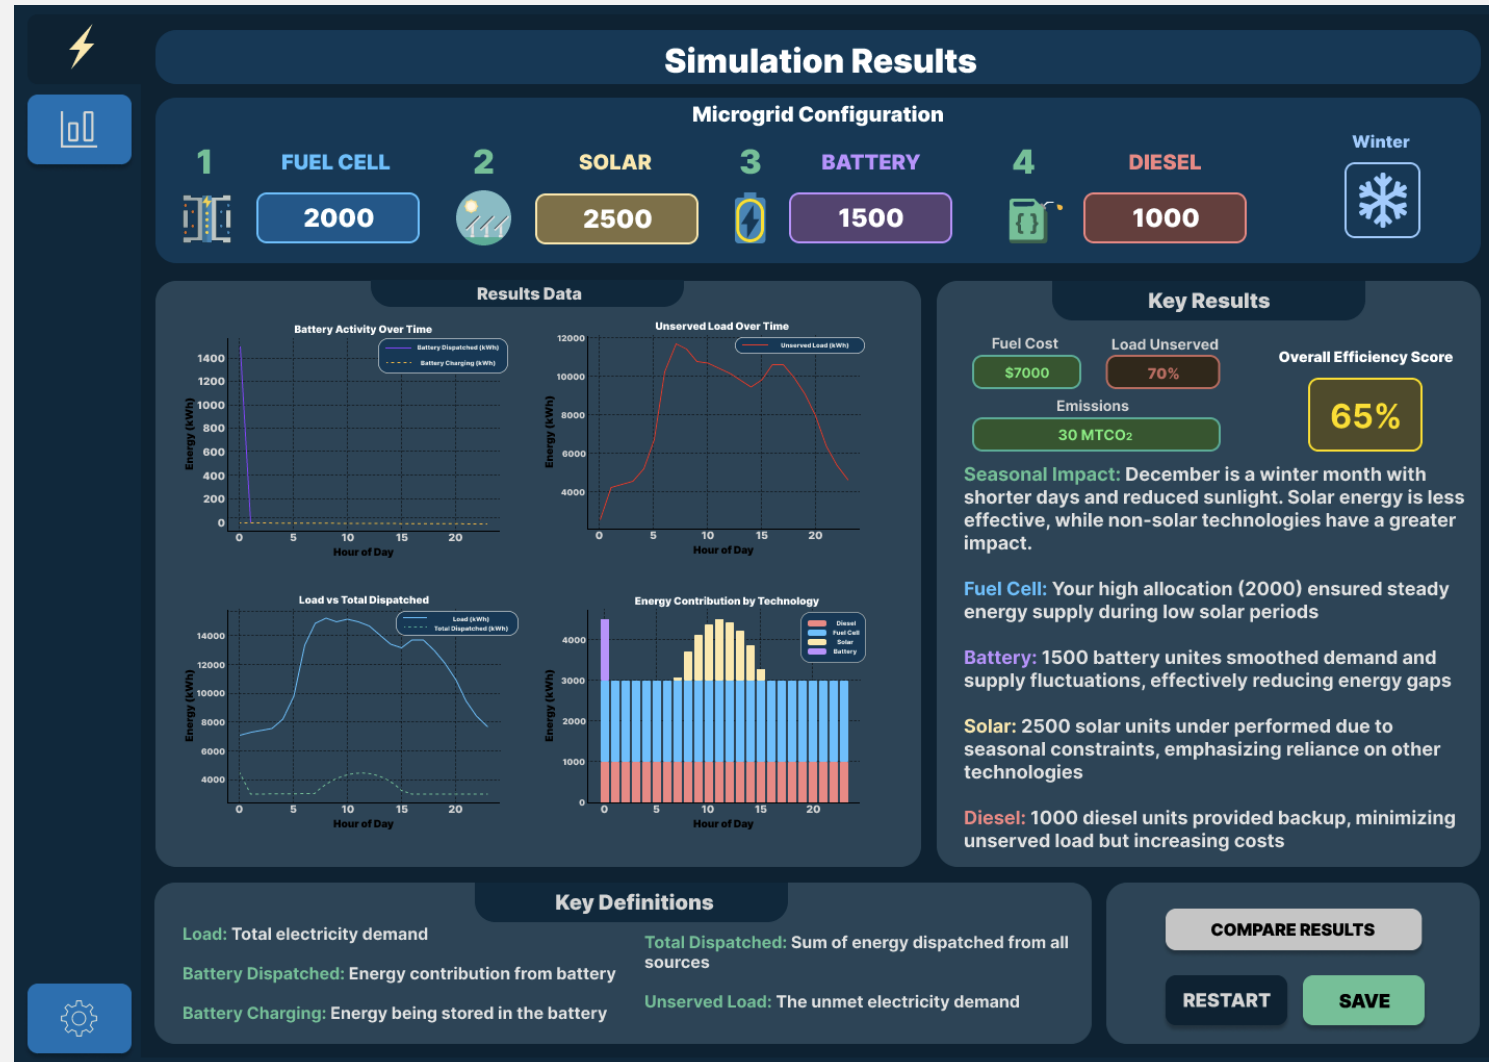 Simulation Results
Microgrid Configuration
1 FUEL CELL
2000
2 SOLAR
2500
3 BATTERY
1500
4 DIESEL
1000
Winter
Results Data
Battery Activity Over Time
Battery Dispatched (kWh)
Battery Charging (kWh)
Energy (kWh)
1400
1200
1000
800
600
400
200
0
0 5 10 15 20
Hour of Day
Unserved Load Over Time
Unserved Load (kWh)
Energy (kWh)
12000
10000
8000
6000
4000
0 5 10 15 20
Hour of Day
Load vs Total Dispatched
Load (kWh)
Total Dispatched (kWh)
Energy (kWh)
14000
12000
10000
8000
6000
4000
0 5 10 15 20
Hour of Day
Energy Contribution by Technology
Diesel
Fuel Cell
Solar
Battery
Energy (kWh)
4000
3000
2000
1000
0
0 5 10 15 20
Hour of Day
Key Results
Fuel Cost
$7000
Load Unserved
70%
Emissions
30 MTCO₂
Overall Efficiency Score
65%
Seasonal Impact: December is a winter month with
shorter days and reduced sunlight. Solar energy is less
effective, while non-solar technologies have a greater
impact.
Fuel Cell: Your high allocation (2000) ensured steady
energy supply during low solar periods
Battery: 1500 battery unites smoothed demand and
supply fluctuations, effectively reducing energy gaps
Solar: 2500 solar units under performed due to
seasonal constraints, emphasizing reliance on other
technologies
Diesel: 1000 diesel units provided backup, minimizing
unserved load but increasing costs
Key Definitions
Load: Total electricity demand
Battery Dispatched: Energy contribution from battery
Battery Charging: Energy being stored in the battery
Total Dispatched: Sum of energy dispatched from all
sources
Unserved Load: The unmet electricity demand
COMPARE RESULTS
RESTART
SAVE